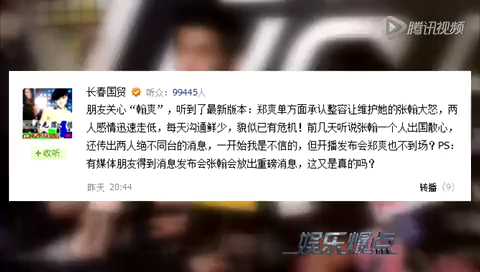 腾讯视频
长春国贸 听众：99445人
朋友关心“翰爽”，听到了最新版本：郑爽单方面承认整容让维护她的张翰大怒，两
人感情迅速走低，每天沟通鲜少，貌似已有危机！前几天听说张翰一个人出国散心，
还传出两人绝不同台的消息，一开始我是不信的，但开播发布会郑爽也不到场？PS：
有媒体朋友得到消息发布会张翰会放出重磅消息，这又是真的吗？
+收听
昨天 20:44 转播（9）
娱乐爆点